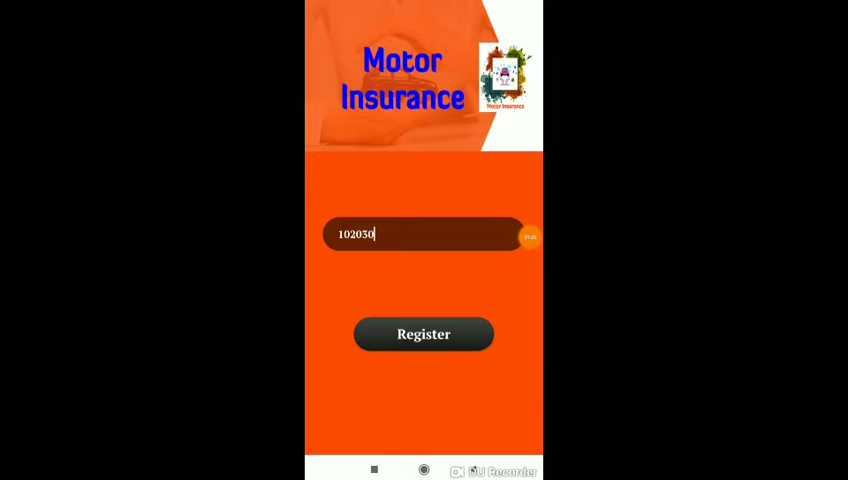 Motor
Insurance
Motor Insurance
102030
Register
DU Recorder